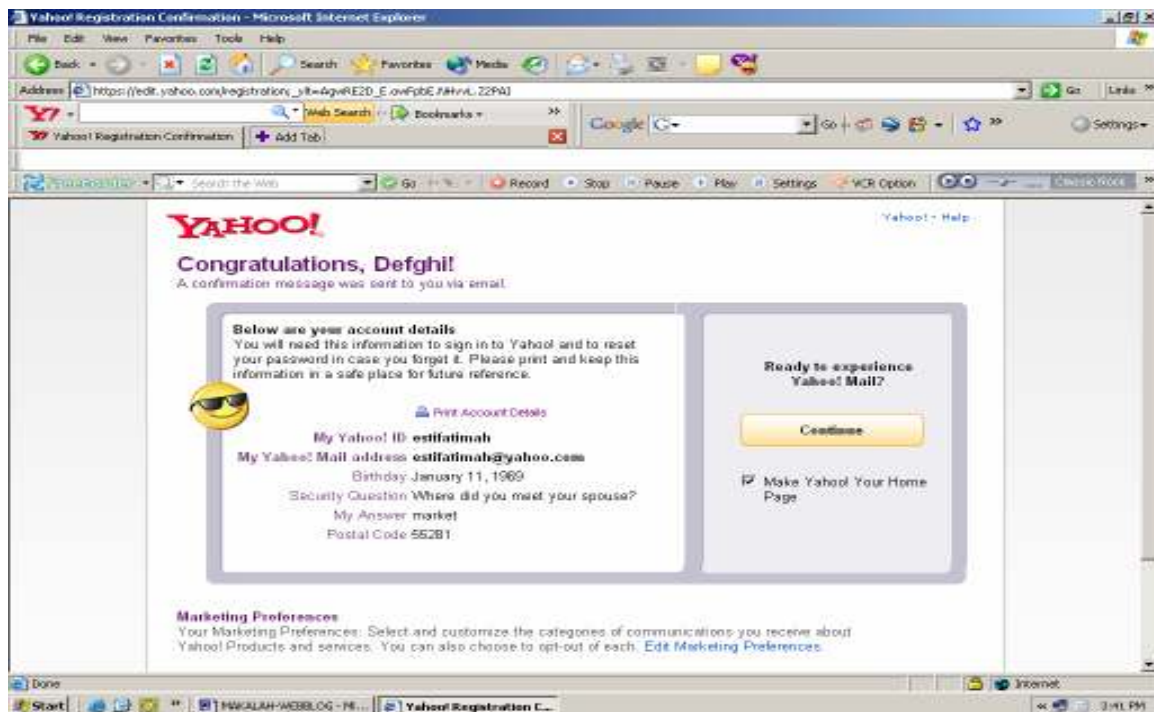 Yahoo! Registration Confirmation - Microsoft Internet Explorer
File Edit View Favorites Tools Help
Back Search Favorites Media
Address https://edit.yahoo.com/registration;_ylt= Go Links
Y7 Web Search Bookmarks Google G Go Settings
Yahoo! Registration Confirmation Add Tab
Search the Web Go Record Stop Pause Play Settings VCR Option
YAHOO!
Yahoo! - Help
Congratulations, Defghi!
A confirmation message was sent to you via email.
Below are your account details
You will need this information to sign in to Yahoo! and to reset
your password in case you forget it. Please print and keep this
information in a safe place for future reference.
Print Account Details
My Yahoo! ID estifatimah
My Yahoo! Mail address estifatimah@yahoo.com
Birthday January 11, 1969
Security Question Where did you meet your spouse?
My Answer market
Postal Code 55281
Ready to experience
Yahoo! Mail?
Continue
Make Yahoo! Your Home
Page
Marketing Preferences
Your Marketing Preferences: Select and customize the categories of communications you receive about
Yahoo! Products and services. You can also choose to opt-out of each. Edit Marketing Preferences.
Done Internet
Start MAKALAH-WEBBLOG - Mi... Yahoo! Registration C... 3:41 PM